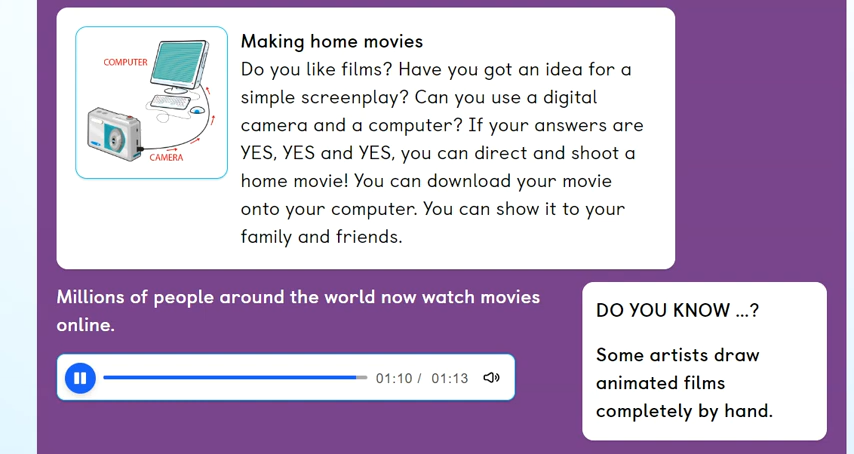 COMPUTER
CAMERA
Making home movies
Do you like films? Have you got an idea for a
simple screenplay? Can you use a digital
camera and a computer? If your answers are
YES, YES and YES, you can direct and shoot a
home movie! You can download your movie
onto your computer. You can show it to your
family and friends.
Millions of people around the world now watch movies
online.
01:10 / 01:13
DO YOU KNOW ...?
Some artists draw
animated films
completely by hand.